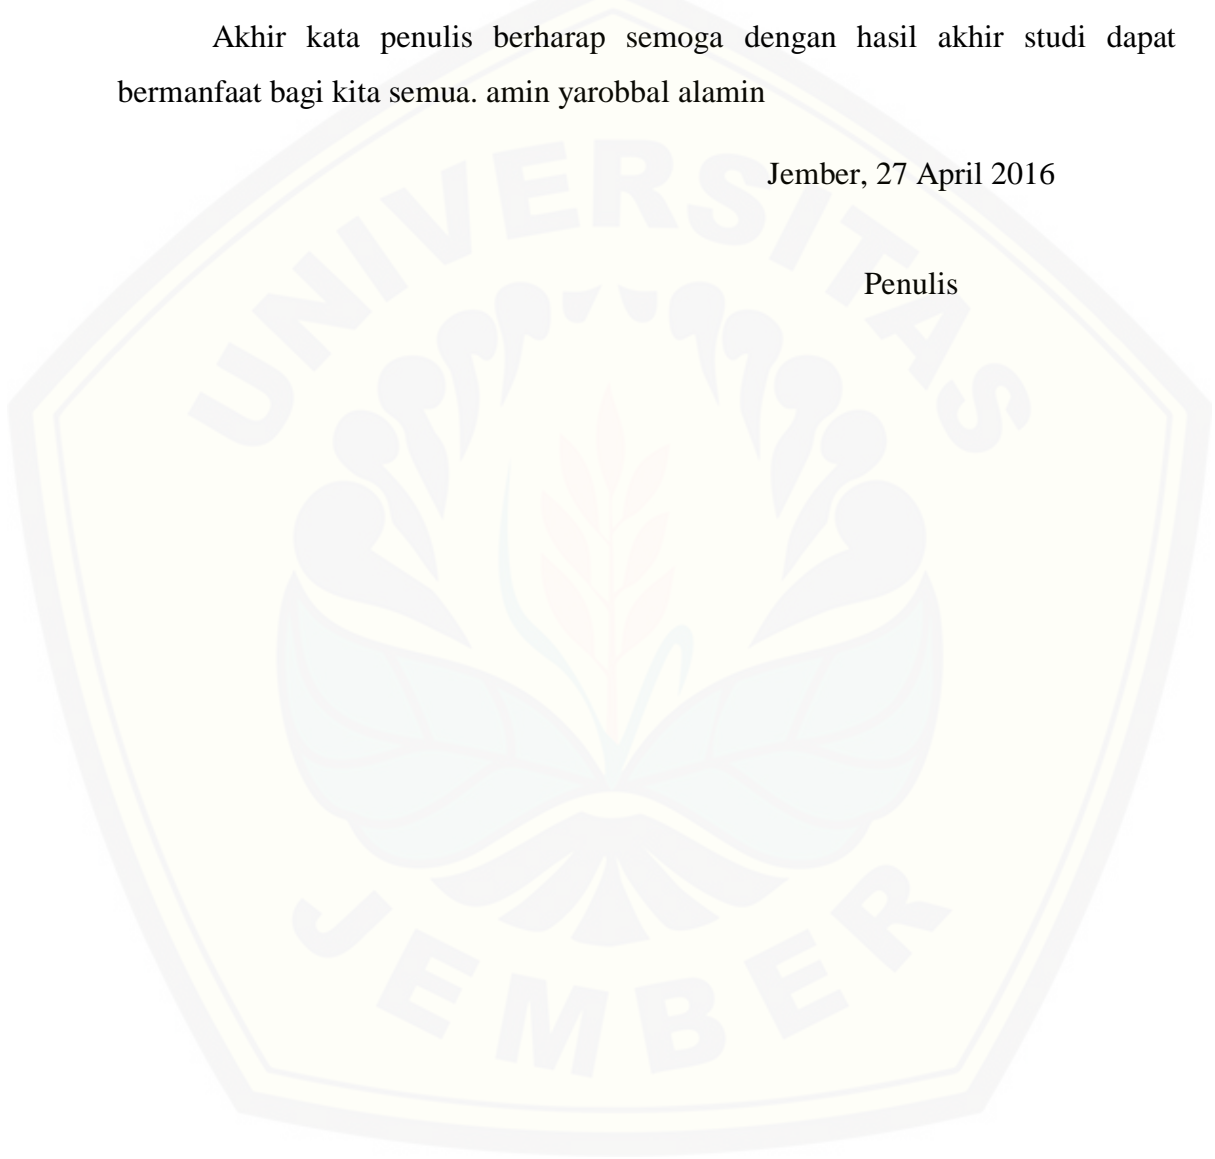 Akhir kata penulis berharap semoga dengan hasil akhir studi dapat
bermanfaat bagi kita semua. amin yarobbal alamin
Jember, 27 April 2016
Penulis
UNIVERSITAS
JEMBER